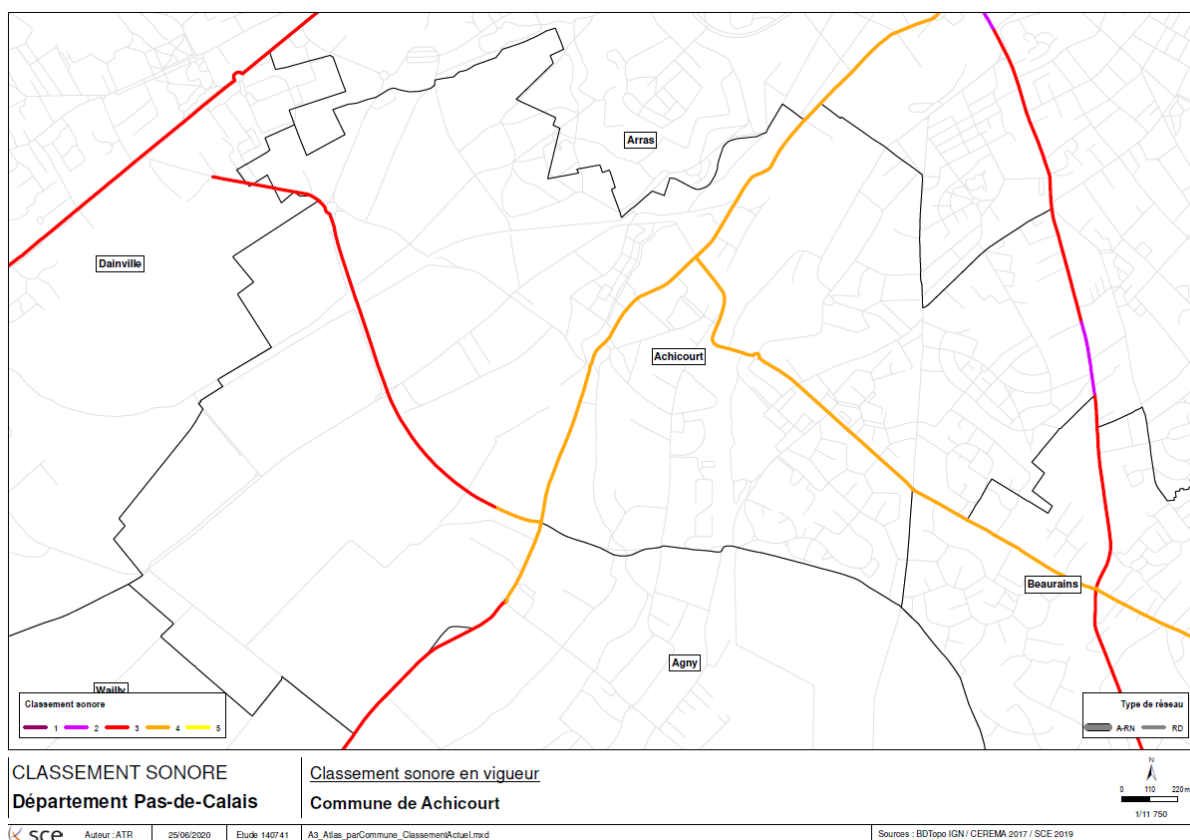 Arras
Dainville
Achicourt
Beaurains
Agny
Wailly
Classement sonore
1 2 3 4 5
Type de réseau
A-RN RD
CLASSEMENT SONORE
Département Pas-de-Calais
Classement sonore en vigueur
Commune de Achicourt
N
0 110 220 m
1/11 750
sce
Auteur : ATR
25/06/2020
Etude 140741
A3_Atlas_parCommune_ClassementActuel.mxd
Sources : BDTopo IGN / CEREMA 2017 / SCE 2019